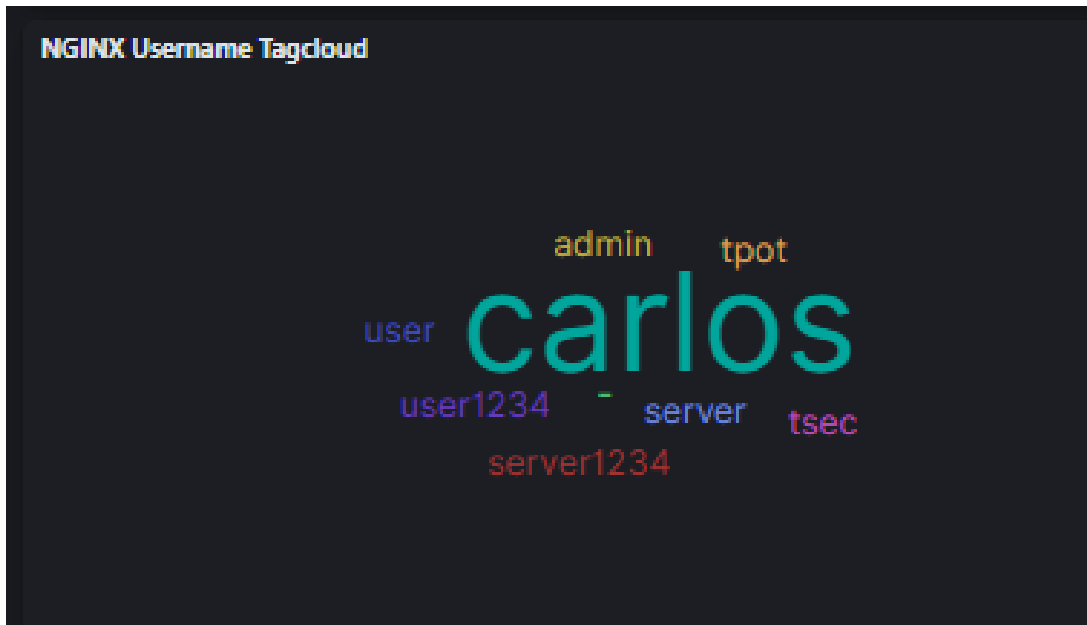 NGINX Username Tagcloud
admin tpot
user carlos
user1234 - server tsec
server1234